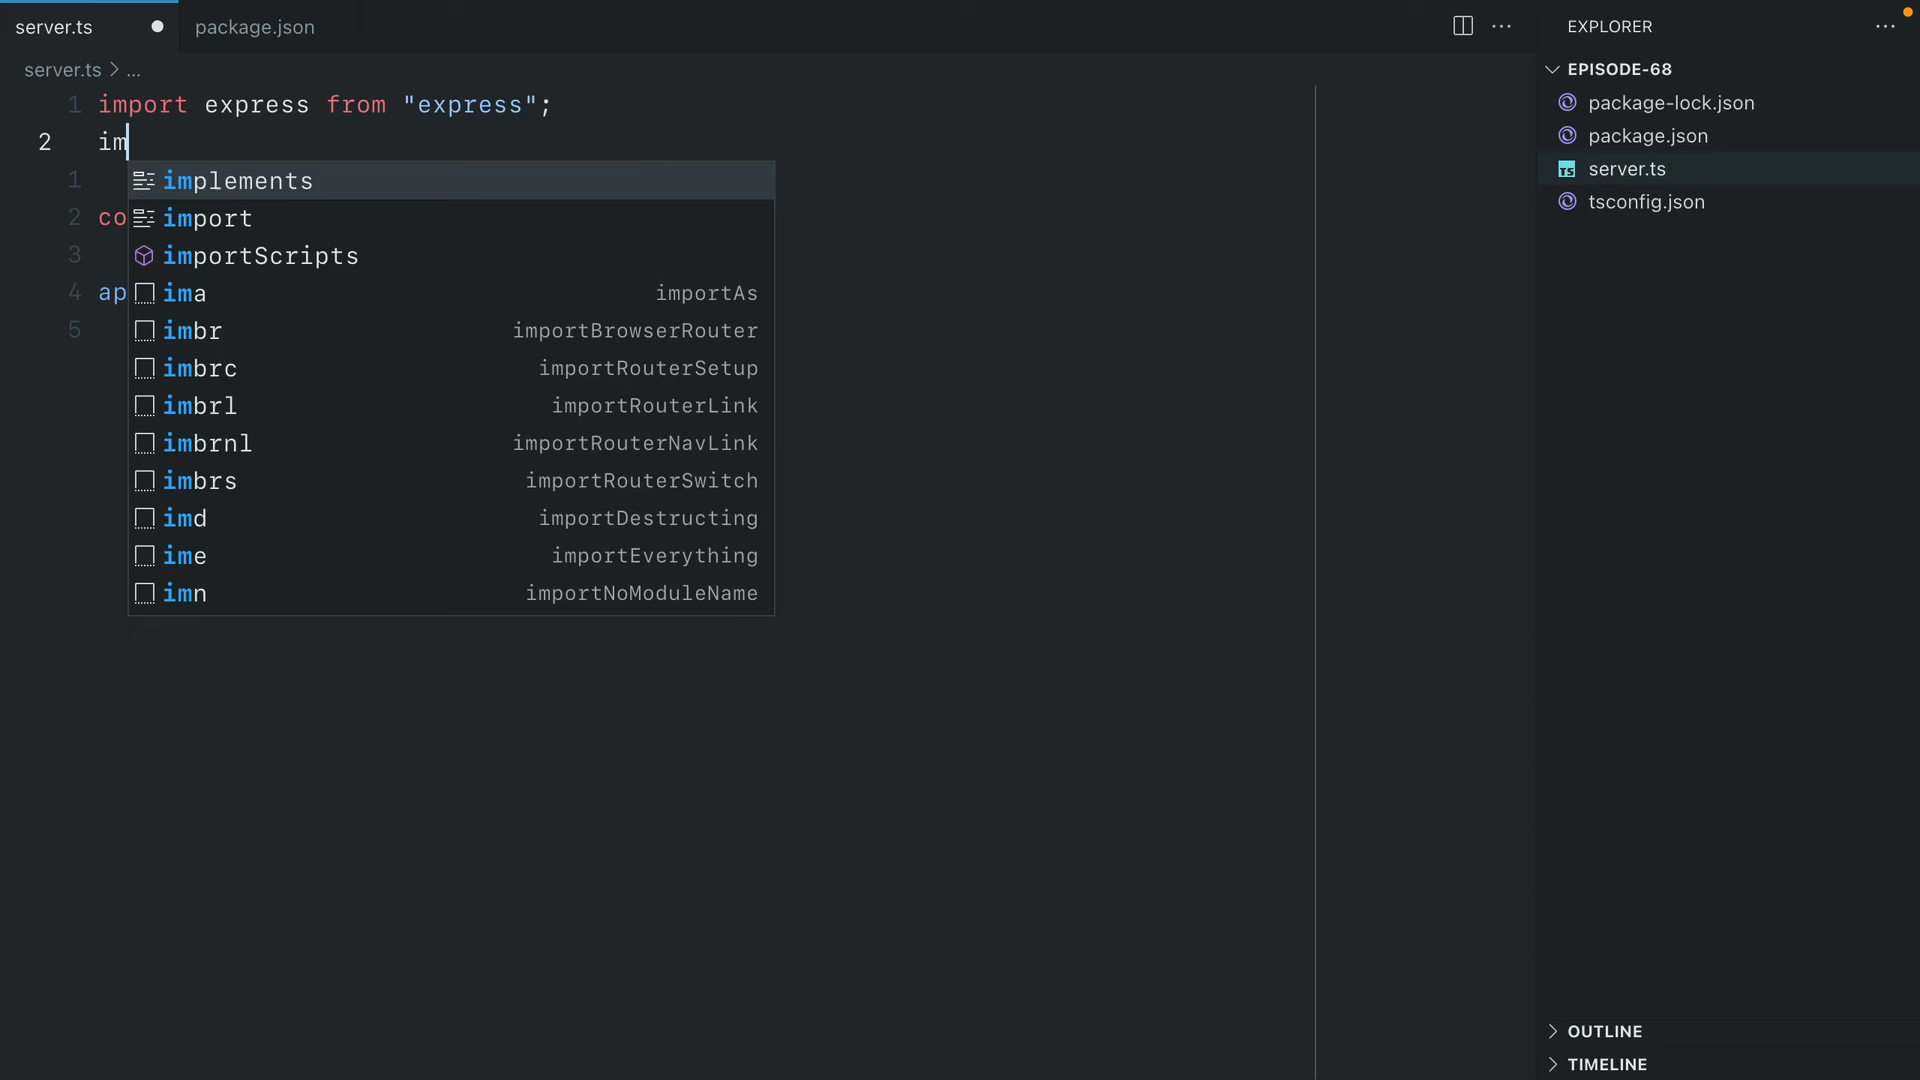 server.ts
package.json
server.ts > ...
1 import express from "express";
2 im
1
2 co
3
4 ap
5
implements
import
importScripts
ima importAs
imbr importBrowserRouter
imbrc importRouterSetup
imbrl importRouterLink
imbrnl importRouterNavLink
imbrs importRouterSwitch
imd importDestructing
ime importEverything
imn importNoModuleName
EXPLORER
EPISODE-68
package-lock.json
package.json
TS server.ts
tsconfig.json
OUTLINE
TIMELINE